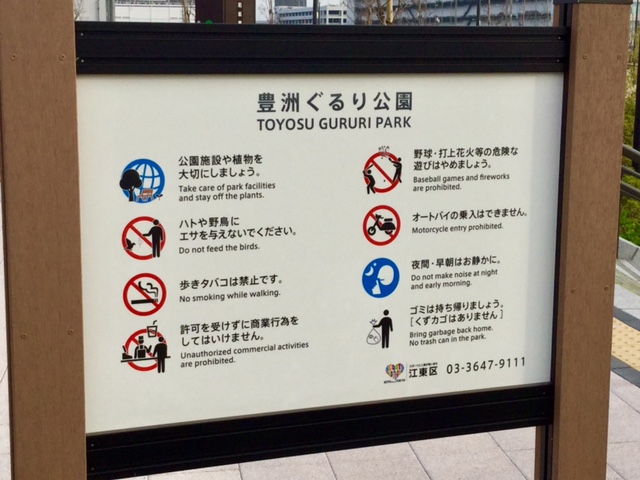 豊洲ぐるり公園
TOYOSU GURURI PARK
公園施設や植物を
大切にしましょう。
Take care of park facilities
and stay off the plants.
ハトや野鳥に
エサを与えないでください。
Do not feed the birds.
歩きタバコは禁止です。
No smoking while walking.
許可を受けずに商業行為を
してはいけません。
Unauthorized commercial activities
are prohibited.
野球・打上花火等の危険な
遊びはやめましょう。
Baseball games and fireworks
are prohibited.
オートバイの乗入はできません。
Motorcycle entry prohibited.
夜間・早朝はお静かに。
Do not make noise at night
and early morning.
ゴミは持ち帰りましょう。
[くずカゴはありません]
Bring garbage back home.
No trash can in the park.
江東区 03-3647-9111